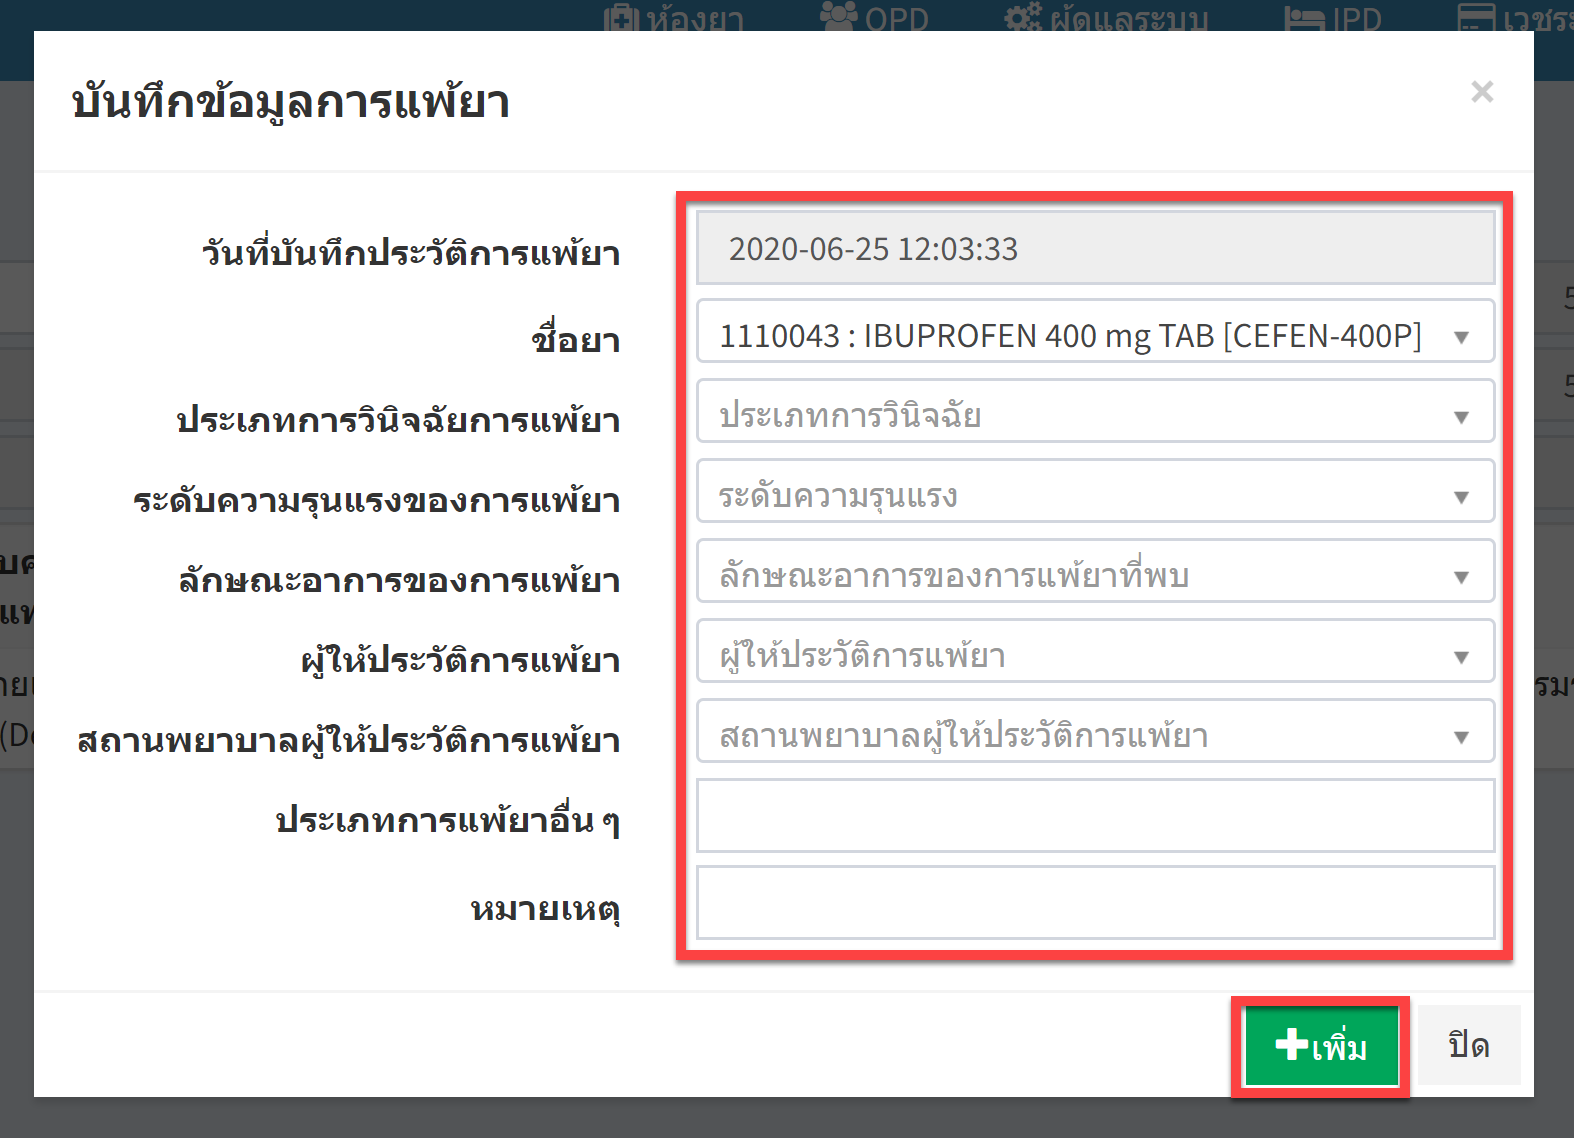 ห้องยา OPD ผู้ดูแลระบบ IPD
บันทึกข้อมูลการแพ้ยา ×
วันที่บันทึกประวัติการแพ้ยา 2020-06-25 12:03:33
ชื่อยา 1110043 : IBUPROFEN 400 mg TAB [CEFEN-400P]
ประเภทการวินิจฉัยการแพ้ยา ประเภทการวินิจฉัย
ระดับความรุนแรงของการแพ้ยา ระดับความรุนแรง
ลักษณะอาการของการแพ้ยา ลักษณะอาการของการแพ้ยาที่พบ
ผู้ให้ประวัติการแพ้ยา ผู้ให้ประวัติการแพ้ยา
สถานพยาบาลผู้ให้ประวัติการแพ้ยา สถานพยาบาลผู้ให้ประวัติการแพ้ยา
ประเภทการแพ้ยาอื่น ๆ
หมายเหตุ
เพิ่ม ปิด